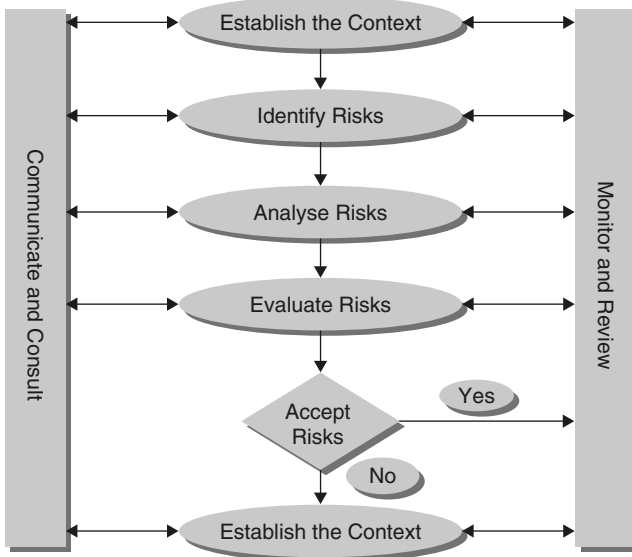 Establish the Context
Identify Risks
Analyse Risks
Evaluate Risks
Accept
Risks
Yes
No
Establish the Context
Communicate and Consult
Monitor and Review